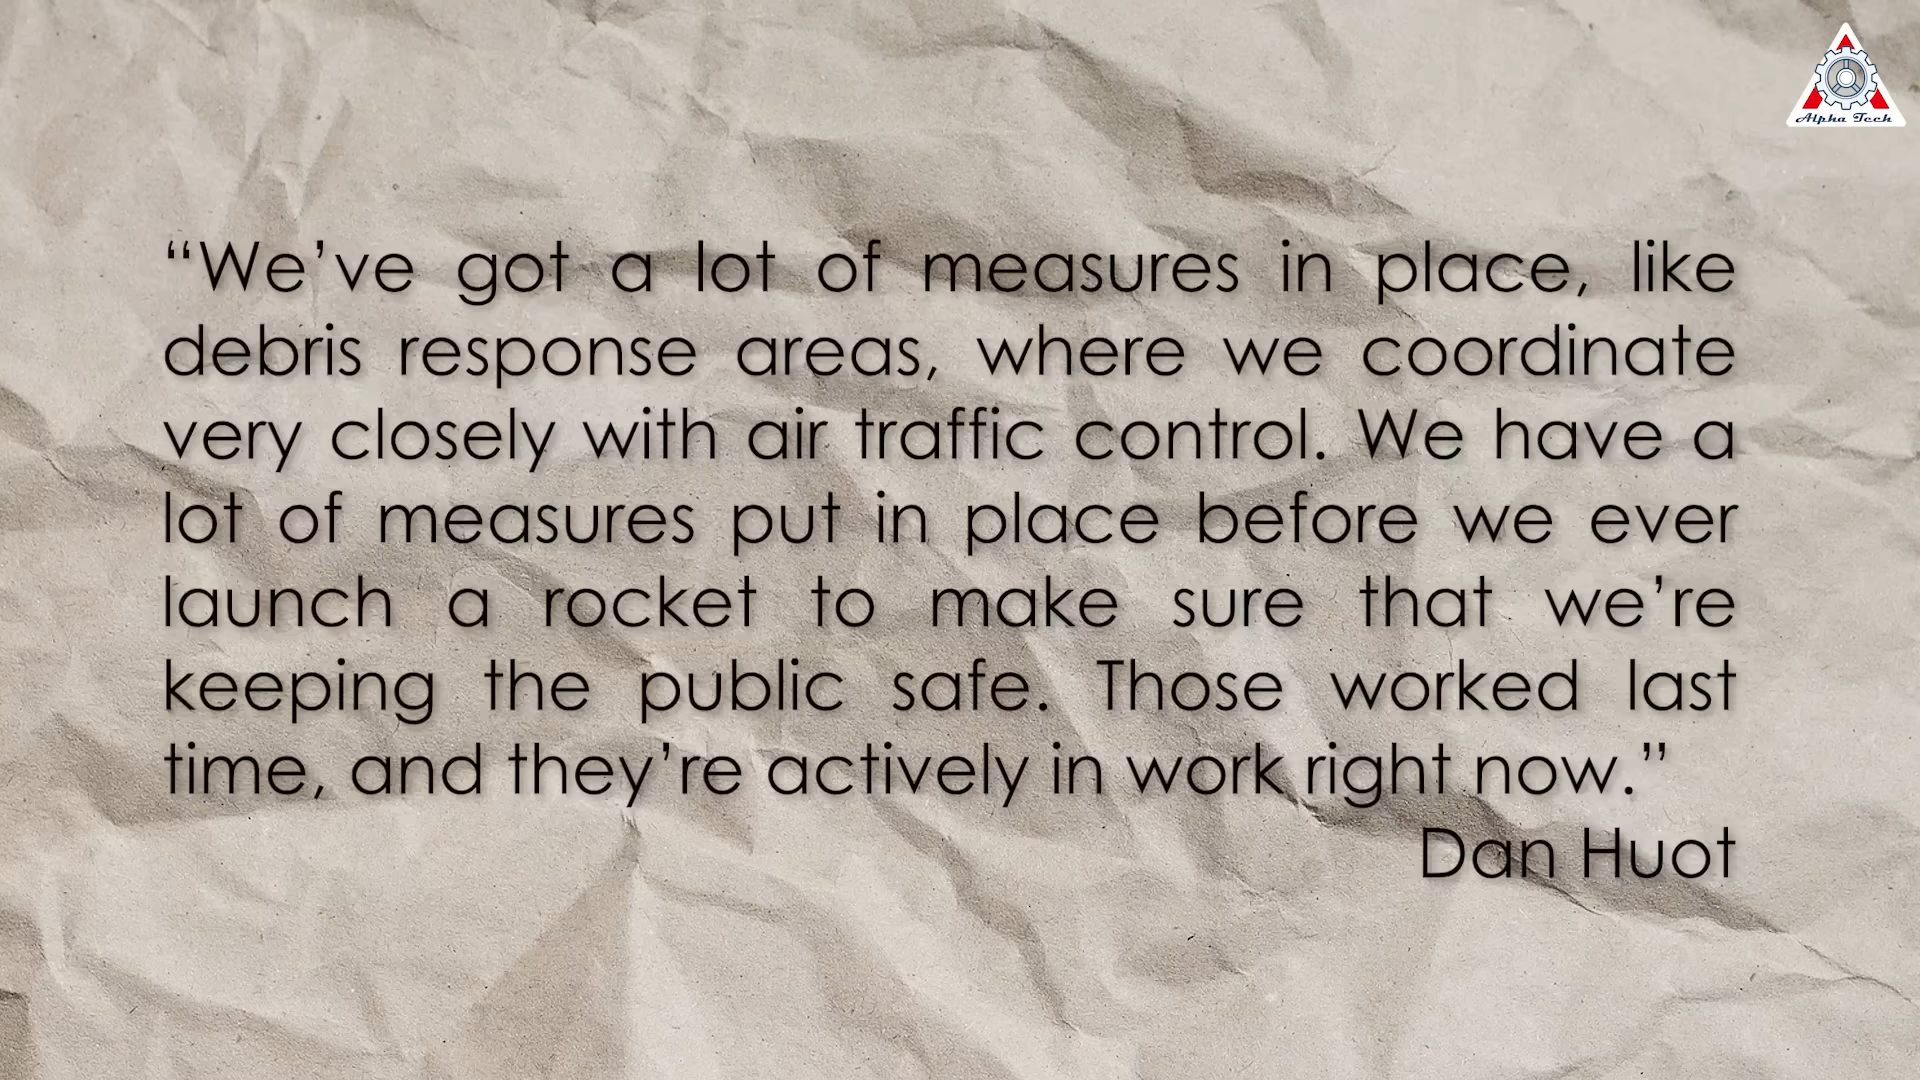 Alpha Tech
“We’ve got a lot of measures in place, like
debris response areas, where we coordinate
very closely with air traffic control. We have a
lot of measures put in place before we ever
launch a rocket to make sure that we’re
keeping the public safe. Those worked last
time, and they’re actively in work right now.”
Dan Huot